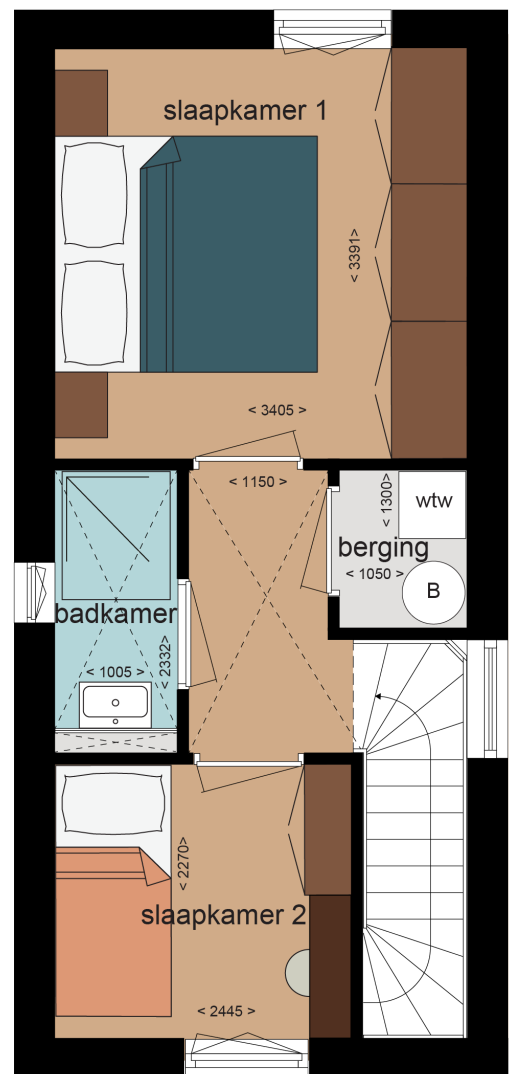 slaapkamer 1
< 3391>
< 3405 >
< 1150 >
< 1300>
wtw
berging
< 1050 >
B
badkamer
< 2332>
< 1005 >
< 2270>
slaapkamer 2
< 2445 >